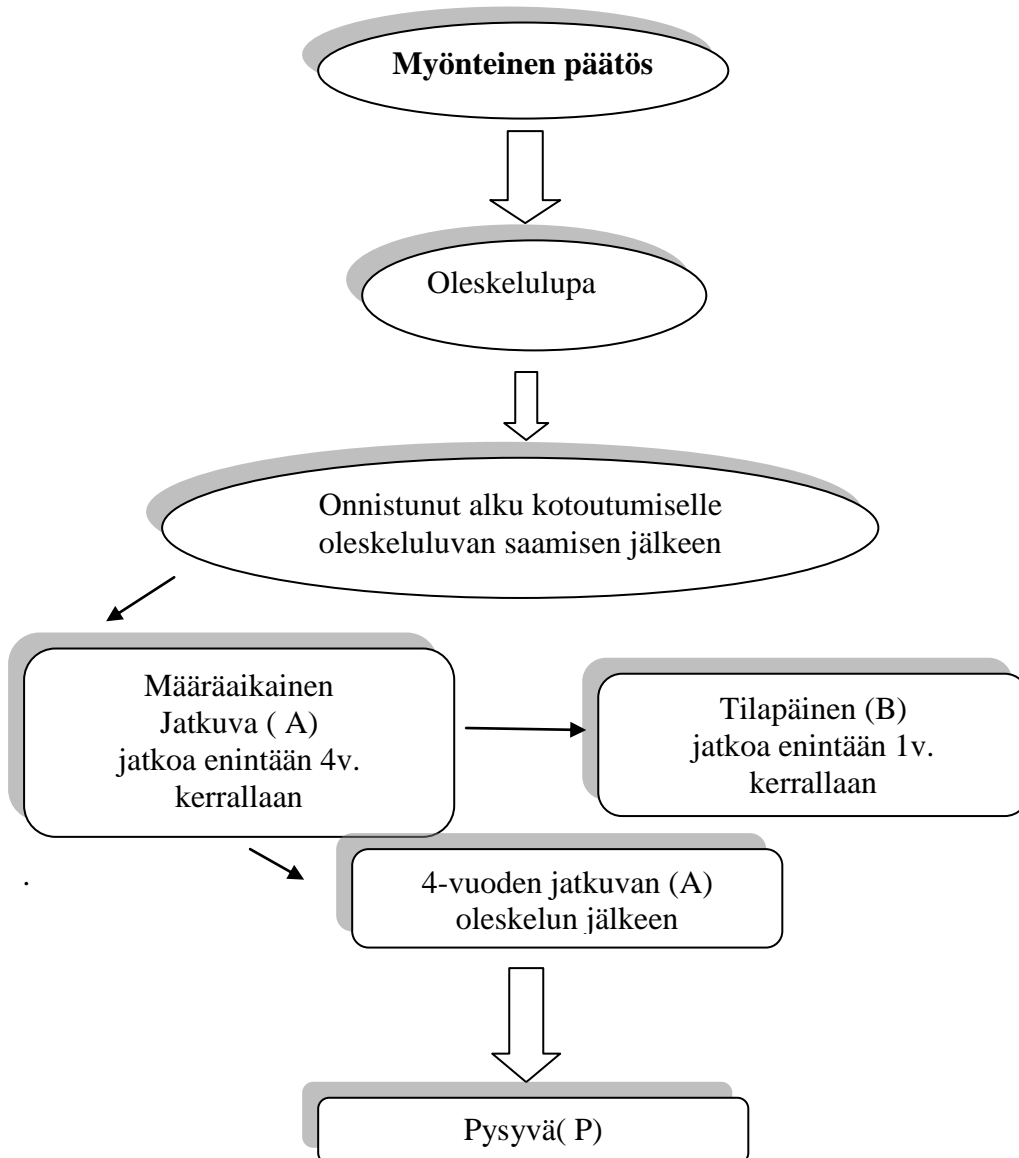 Myönteinen päätös
Oleskelulupa
Onnistunut alku kotoutumiselle
oleskeluluvan saamisen jälkeen
Määräaikainen
Jatkuva ( A)
jatkoa enintään 4v.
kerrallaan
Tilapäinen (B)
jatkoa enintään 1v.
kerrallaan
.
4-vuoden jatkuvan (A)
oleskelun jälkeen
Pysyvä( P)